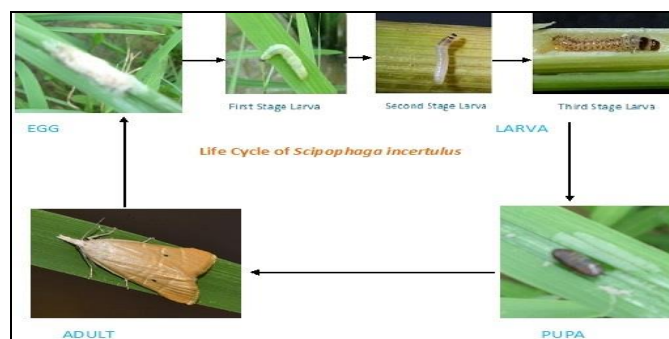 First Stage Larva
Second Stage Larva
Third Stage Larva
EGG
LARVA
Life Cycle of Scipophaga incertulus
ADULT
PUPA